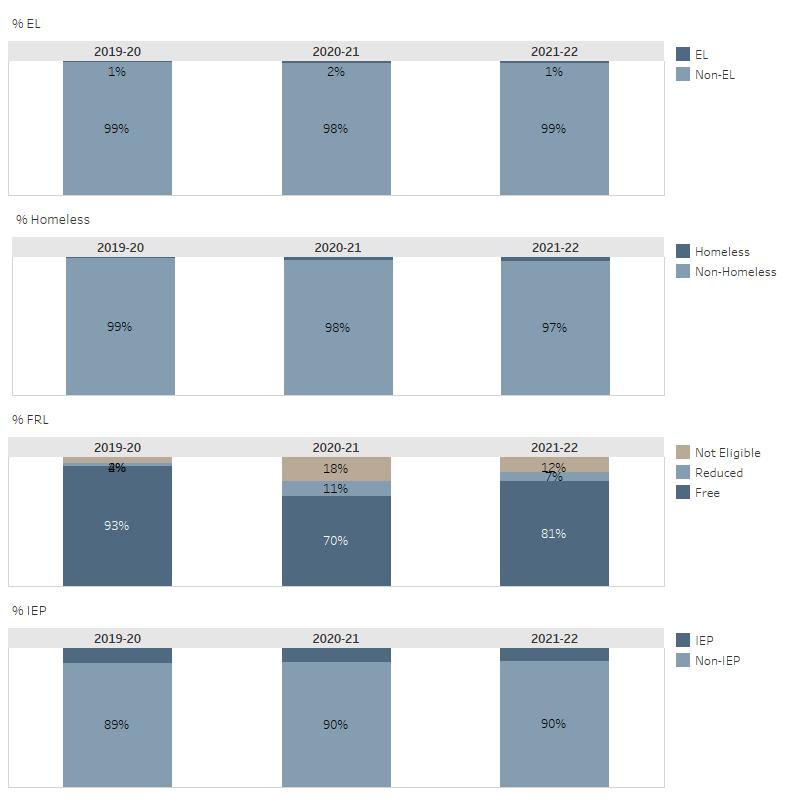 % EL
2019-20 2020-21 2021-22
EL
1% 2% 1%
Non-EL
99% 98% 99%
% Homeless
2019-20 2020-21 2021-22
Homeless
Non-Homeless
99% 98% 97%
% FRL
2019-20 2020-21 2021-22
Not Eligible
18% 12%
Reduced
7%
11%
Free
93% 70% 81%
% IEP
2019-20 2020-21 2021-22
IEP
Non-IEP
89% 90% 90%